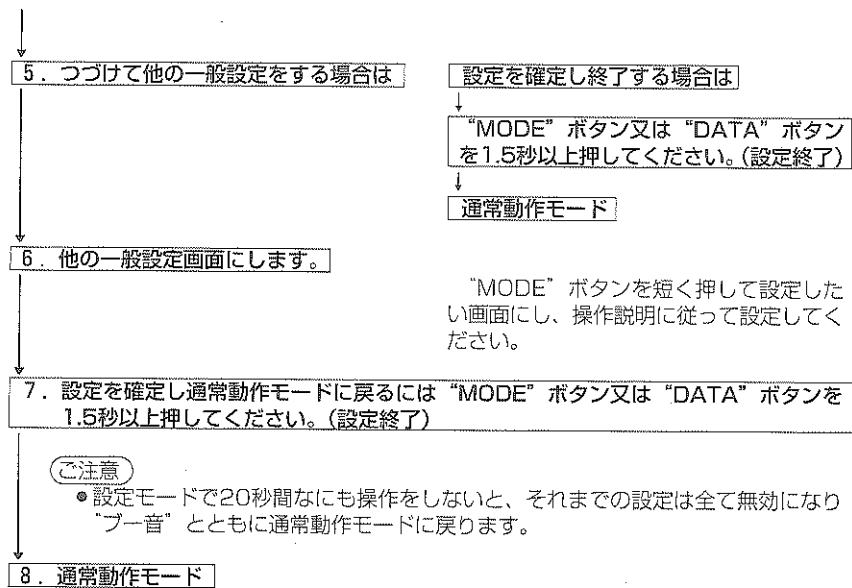 5．つづけて他の一般設定をする場合は
設定を確定し終了する場合は
“MODE”ボタン又は“DATA”ボタン
を1.5秒以上押してください。（設定終了）
通常動作モード
6．他の一般設定画面にします。
“MODE”ボタンを短く押して設定した
い画面にし、操作説明に従って設定してく
ださい。
7．設定を確定し通常動作モードに戻るには“MODE”ボタン又は“DATA”ボタンを
1.5秒以上押してください。（設定終了）
ご注意
●設定モードで20秒間なにも操作をしないと、それまでの設定は全て無効になり
“ブー音”とともに通常動作モードに戻ります。
8．通常動作モード